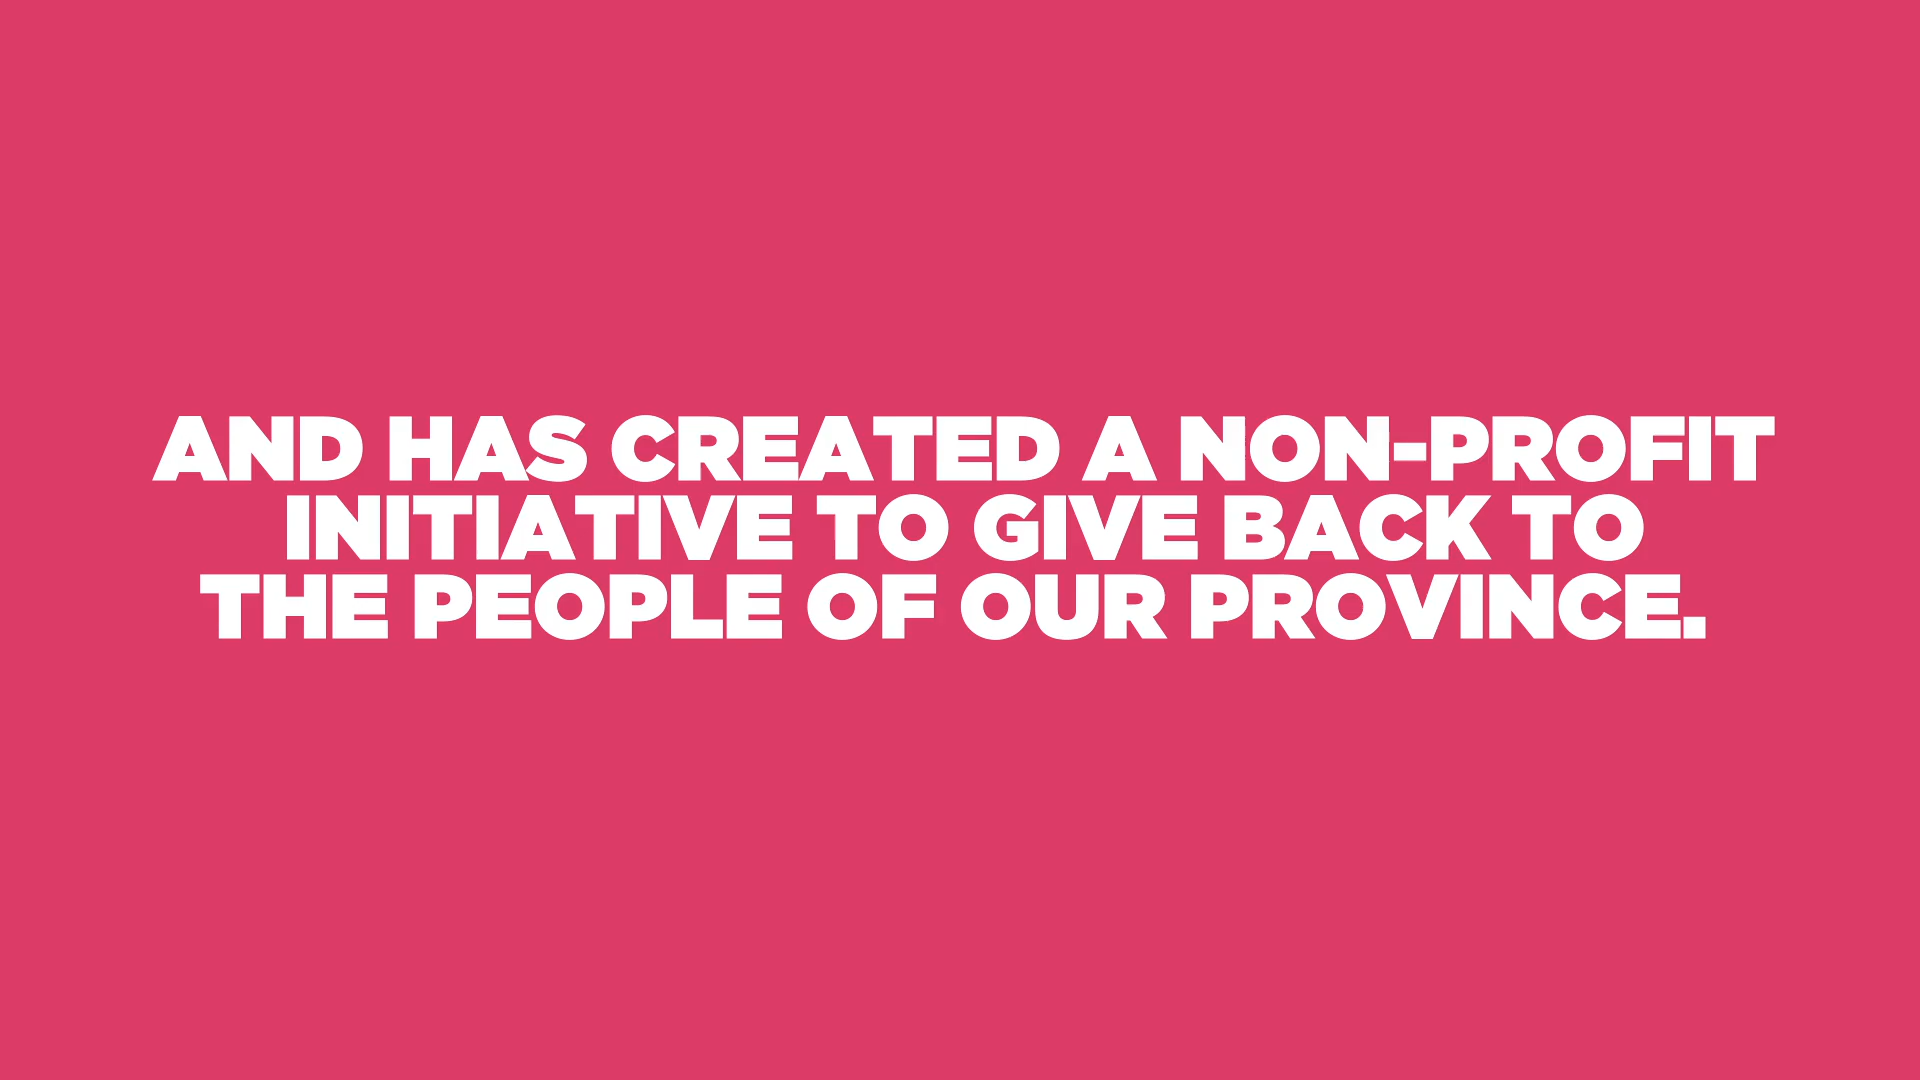 AND HAS CREATED A NON-PROFIT
INITIATIVE TO GIVE BACK TO
THE PEOPLE OF OUR PROVINCE.